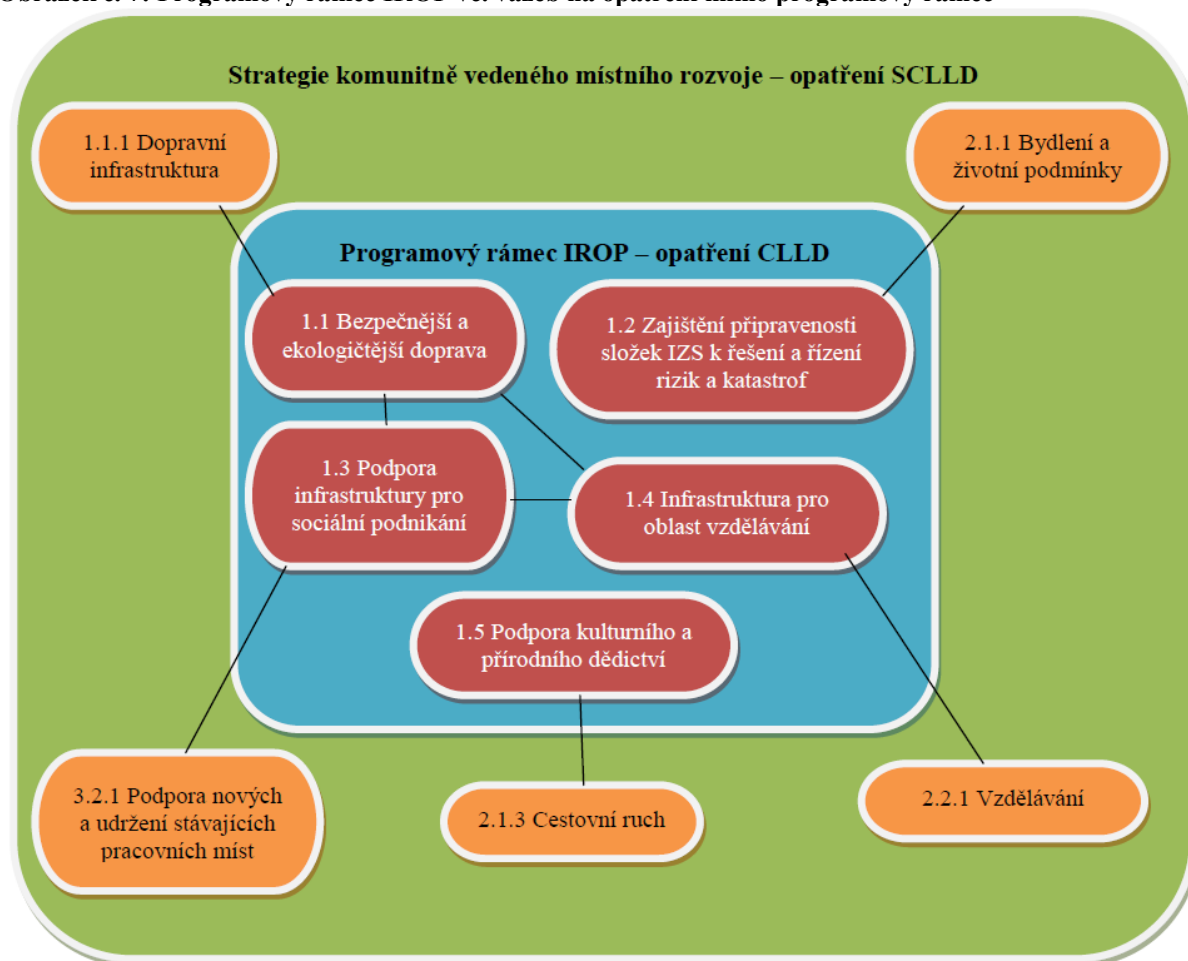 Strategie komunitně vedeného místního rozvoje – opatření SCLLD
1.1.1 Dopravní
infrastruktura
2.1.1 Bydlení a
životní podmínky
Programový rámec IROP – opatření CLLD
1.1 Bezpečnější a
ekologičtější doprava
1.2 Zajištění připravenosti
složek IZS k řešení a řízení
rizik a katastrof
1.3 Podpora
infrastruktury pro
sociální podnikání
1.4 Infrastruktura pro
oblast vzdělávání
1.5 Podpora kulturního a
přírodního dědictví
3.2.1 Podpora nových
a udržení stávajících
pracovních míst
2.1.3 Cestovní ruch
2.2.1 Vzdělávání